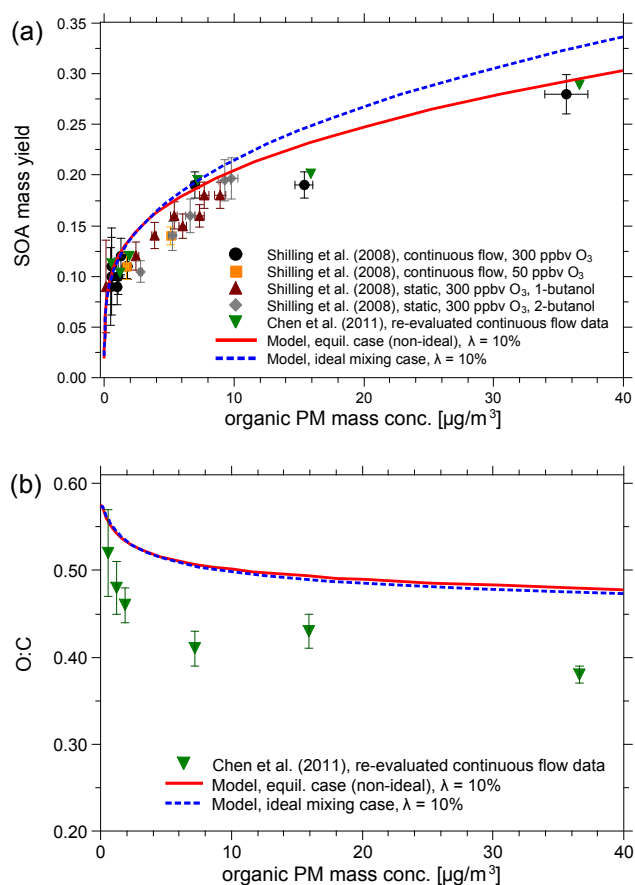 (a)
0.35
0.30
0.25
0.20
0.15
0.10
0.05
0.00
SOA mass yield
Shilling et al. (2008), continuous flow, 300 ppbv O₃
Shilling et al. (2008), continuous flow, 50 ppbv O₃
Shilling et al. (2008), static, 300 ppbv O₃, 1-butanol
Shilling et al. (2008), static, 300 ppbv O₃, 2-butanol
Chen et al. (2011), re-evaluated continuous flow data
Model, equil. case (non-ideal), λ = 10%
Model, ideal mixing case, λ = 10%
0 10 20 30 40
organic PM mass conc. [µg/m³]
(b)
0.60
0.50
0.40
0.30
0.20
O:C
Chen et al. (2011), re-evaluated continuous flow data
Model, equil. case (non-ideal), λ = 10%
Model, ideal mixing case, λ = 10%
0 10 20 30 40
organic PM mass conc. [µg/m³]